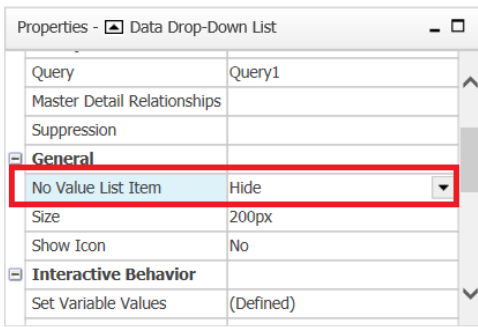 Properties - Data Drop-Down List
Query Query1
Master Detail Relationships
Suppression
General
No Value List Item Hide
Size 200px
Show Icon No
Interactive Behavior
Set Variable Values (Defined)